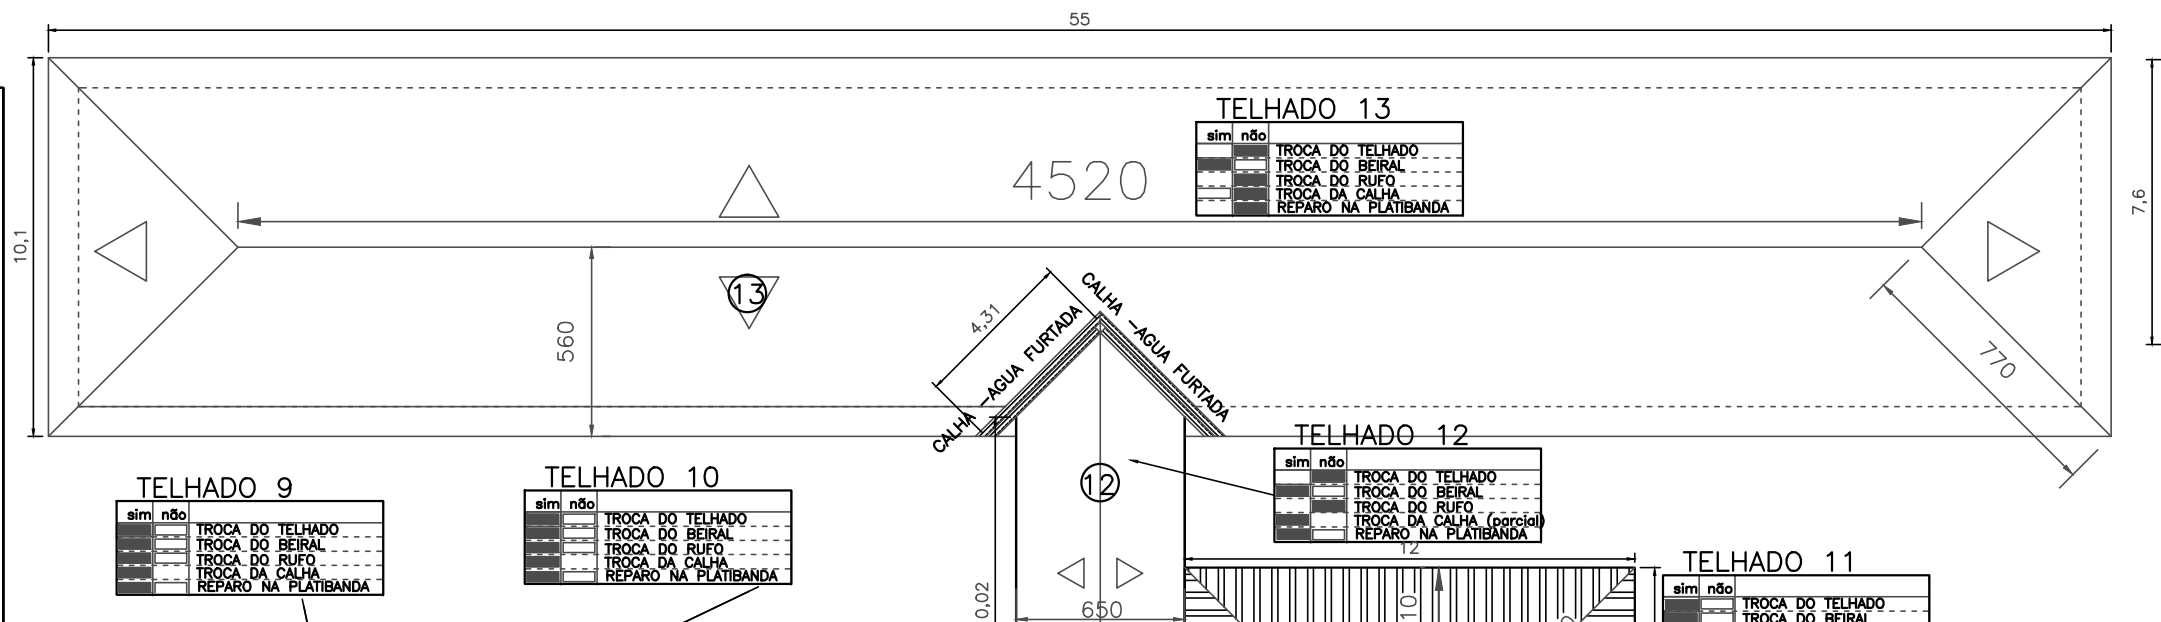 55
10,1
7,6
TELHADO 13
sim não
TROCA DO TELHADO
TROCA DO BEIRAL
TROCA DO RUFO
TROCA DA CALHA
REPARO NA PLATIBANDA
4520
13
560
4,31
CALHA -AGUA FURTADA
CALHA -AGUA FURTADA
770
TELHADO 12
sim não
TROCA DO TELHADO
TROCA DO BEIRAL
TROCA DO RUFO
TROCA DA CALHA (parcial)
REPARO NA PLATIBANDA
12
TELHADO 9
sim não
TROCA DO TELHADO
TROCA DO BEIRAL
TROCA DO RUFO
TROCA DA CALHA
REPARO NA PLATIBANDA
TELHADO 10
sim não
TROCA DO TELHADO
TROCA DO BEIRAL
TROCA DO RUFO
TROCA DA CALHA
REPARO NA PLATIBANDA
12
0,02
650
10
TELHADO 11
sim não
TROCA DO TELHADO
TROCA DO BEIRAL